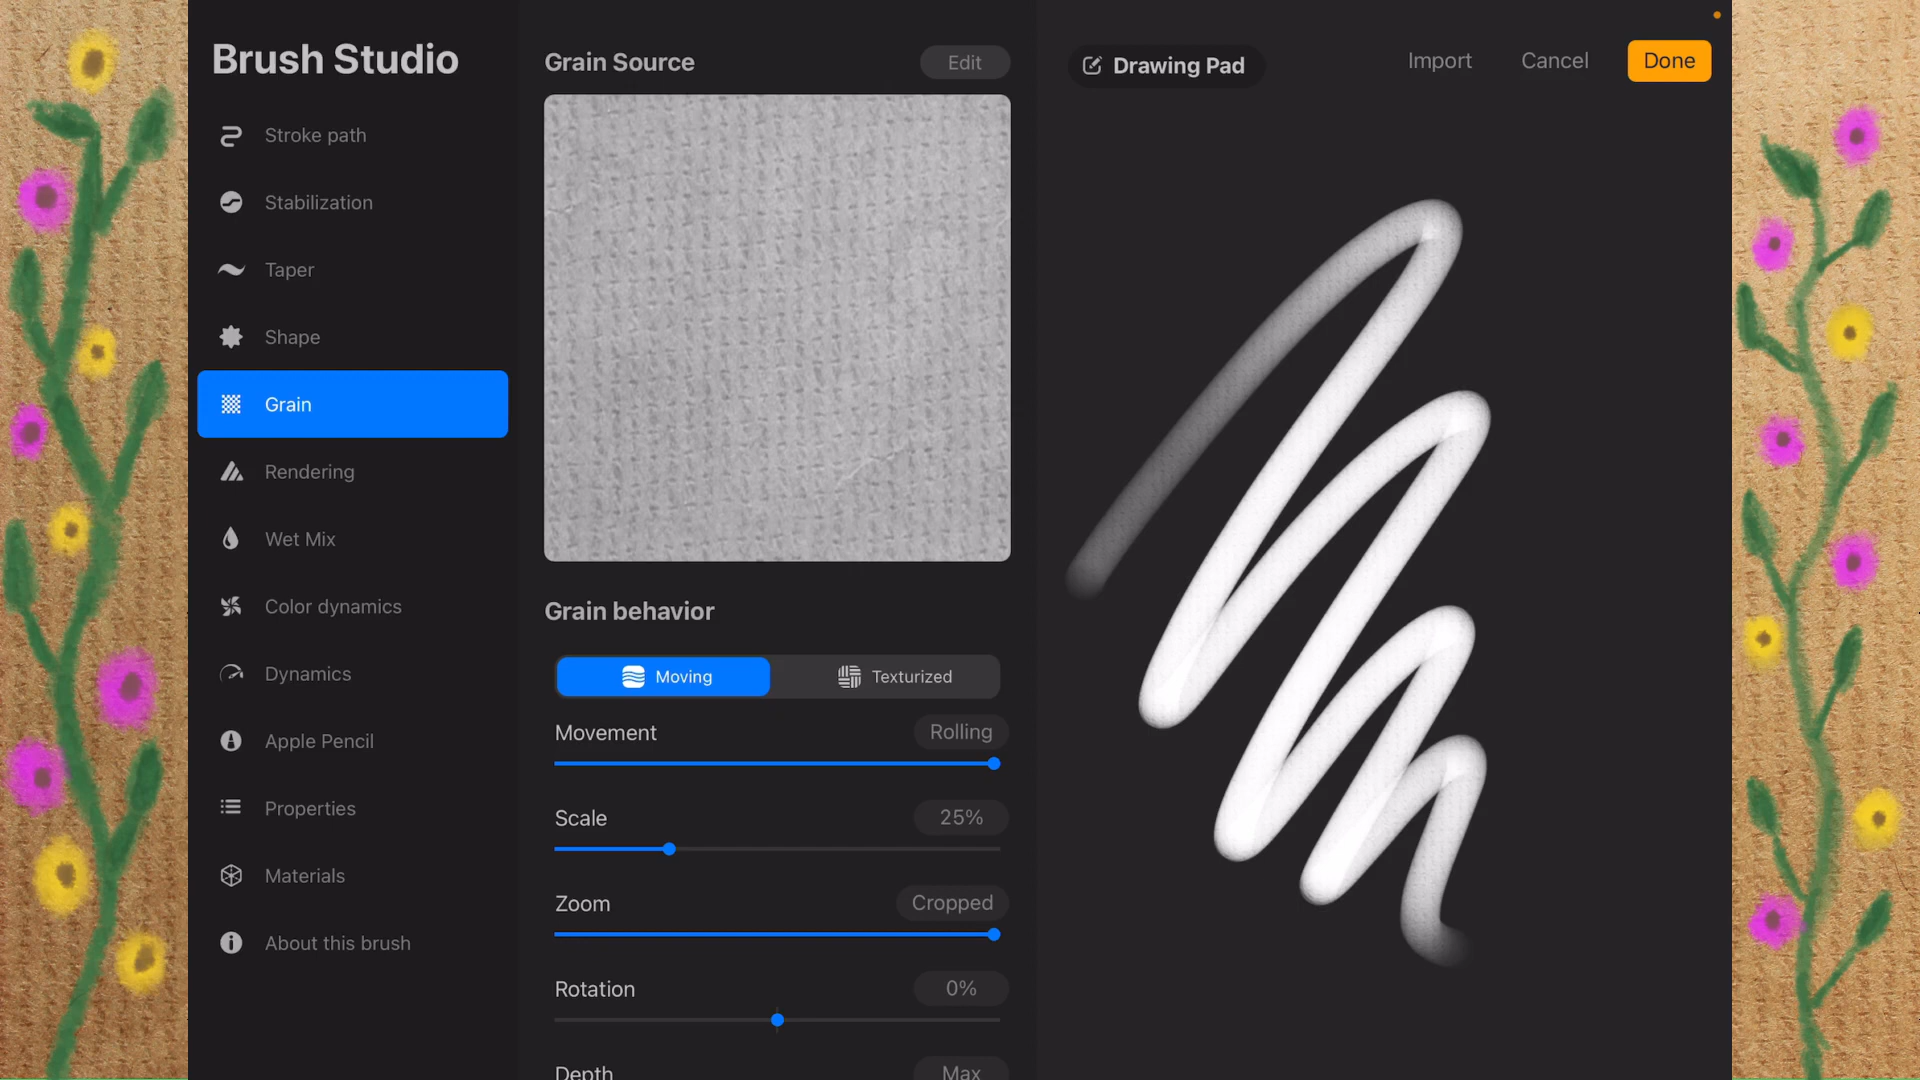 Brush Studio
Stroke path
Stabilization
Taper
Shape
Grain
Rendering
Wet Mix
Color dynamics
Dynamics
Apple Pencil
Properties
Materials
About this brush
Grain Source
Edit
Grain behavior
Moving
Texturized
Movement
Rolling
Scale
25%
Zoom
Cropped
Rotation
0%
Depth
Max
Drawing Pad
Import
Cancel
Done